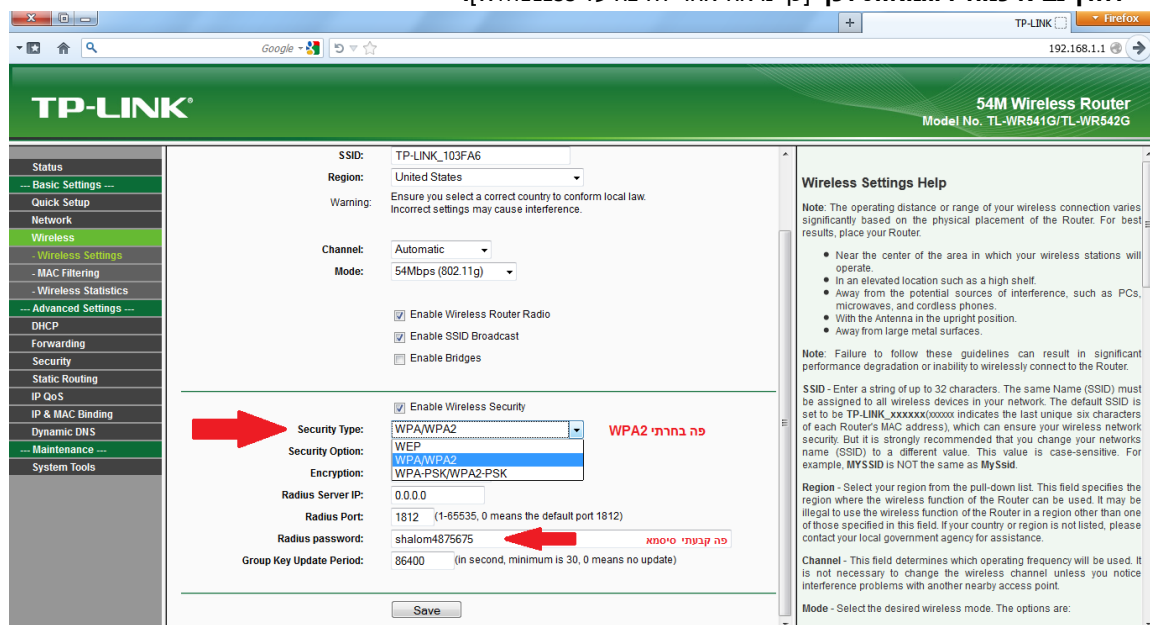 TP-LINK
Firefox
Google
192.168.1.1
TP-LINK®
54M Wireless Router
Model No. TL-WR541G/TL-WR542G
Status
--- Basic Settings ---
Quick Setup
Network
Wireless
- Wireless Settings
- MAC Filtering
- Wireless Statistics
--- Advanced Settings ---
DHCP
Forwarding
Security
Static Routing
IP QoS
IP & MAC Binding
Dynamic DNS
--- Maintenance ---
System Tools
SSID: TP-LINK_103FA6
Region: United States
Warning: Ensure you select a correct country to conform local law.
Incorrect settings may cause interference.
Channel: Automatic
Mode: 54Mbps (802.11g)
Enable Wireless Router Radio
Enable SSID Broadcast
Enable Bridges
Enable Wireless Security
Security Type: WPA/WPA2 פה בחרתי WPA2
Security Option: WEP
WPA/WPA2
Encryption: WPA-PSK/WPA2-PSK
Radius Server IP: 0.0.0.0
Radius Port: 1812 (1-65535, 0 means the default port 1812)
Radius password: shalom4875675 פה קבעתי סיסמא
Group Key Update Period: 86400 (in second, minimum is 30, 0 means no update)
Save
Wireless Settings Help
Note: The operating distance or range of your wireless connection varies
significantly based on the physical placement of the Router. For best
results, place your Router.
Near the center of the area in which your wireless stations will
operate.
In an elevated location such as a high shelf.
Away from the potential sources of interference, such as PCs,
microwaves, and cordless phones.
With the Antenna in the upright position.
Away from large metal surfaces.
Note: Failure to follow these guidelines can result in significant
performance degradation or inability to wirelessly connect to the Router.
SSID - Enter a string of up to 32 characters. The same Name (SSID) must
be assigned to all wireless devices in your network. The default SSID is
set to be TP-LINK_xxxxxx(xxxxxx indicates the last unique six characters
of each Router's MAC address), which can ensure your wireless network
security. But it is strongly recommended that you change your networks
name (SSID) to a different value. This value is case-sensitive. For
example, MYSSID is NOT the same as MySsid.
Region - Select your region from the pull-down list. This field specifies the
region where the wireless function of the Router can be used. It may be
illegal to use the wireless function of the Router in a region other than one
of those specified in this field. If your country or region is not listed, please
contact your local government agency for assistance.
Channel - This field determines which operating frequency will be used. It
is not necessary to change the wireless channel unless you notice
interference problems with another nearby access point.
Mode - Select the desired wireless mode. The options are: